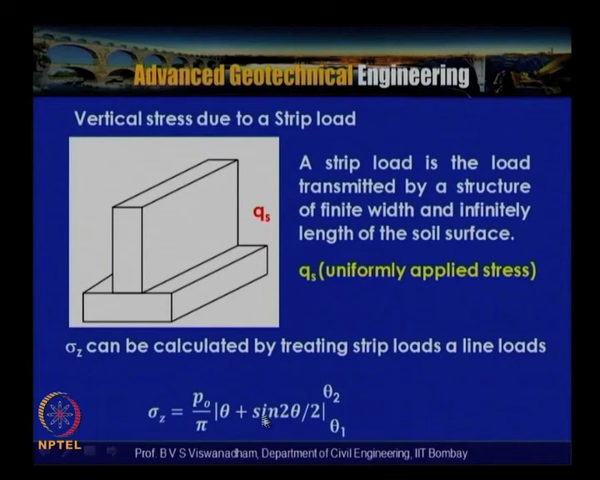 Advanced Geotechnical Engineering
Vertical stress due to a Strip load
qs
A strip load is the load
transmitted by a structure
of finite width and infinitely
length of the soil surface.
qs (uniformly applied stress)
σz can be calculated by treating strip loads a line loads
σz = po/π |θ + sin2θ/2| θ2 θ1
NPTEL
Prof. B V S Viswanadham, Department of Civil Engineering, IIT Bombay